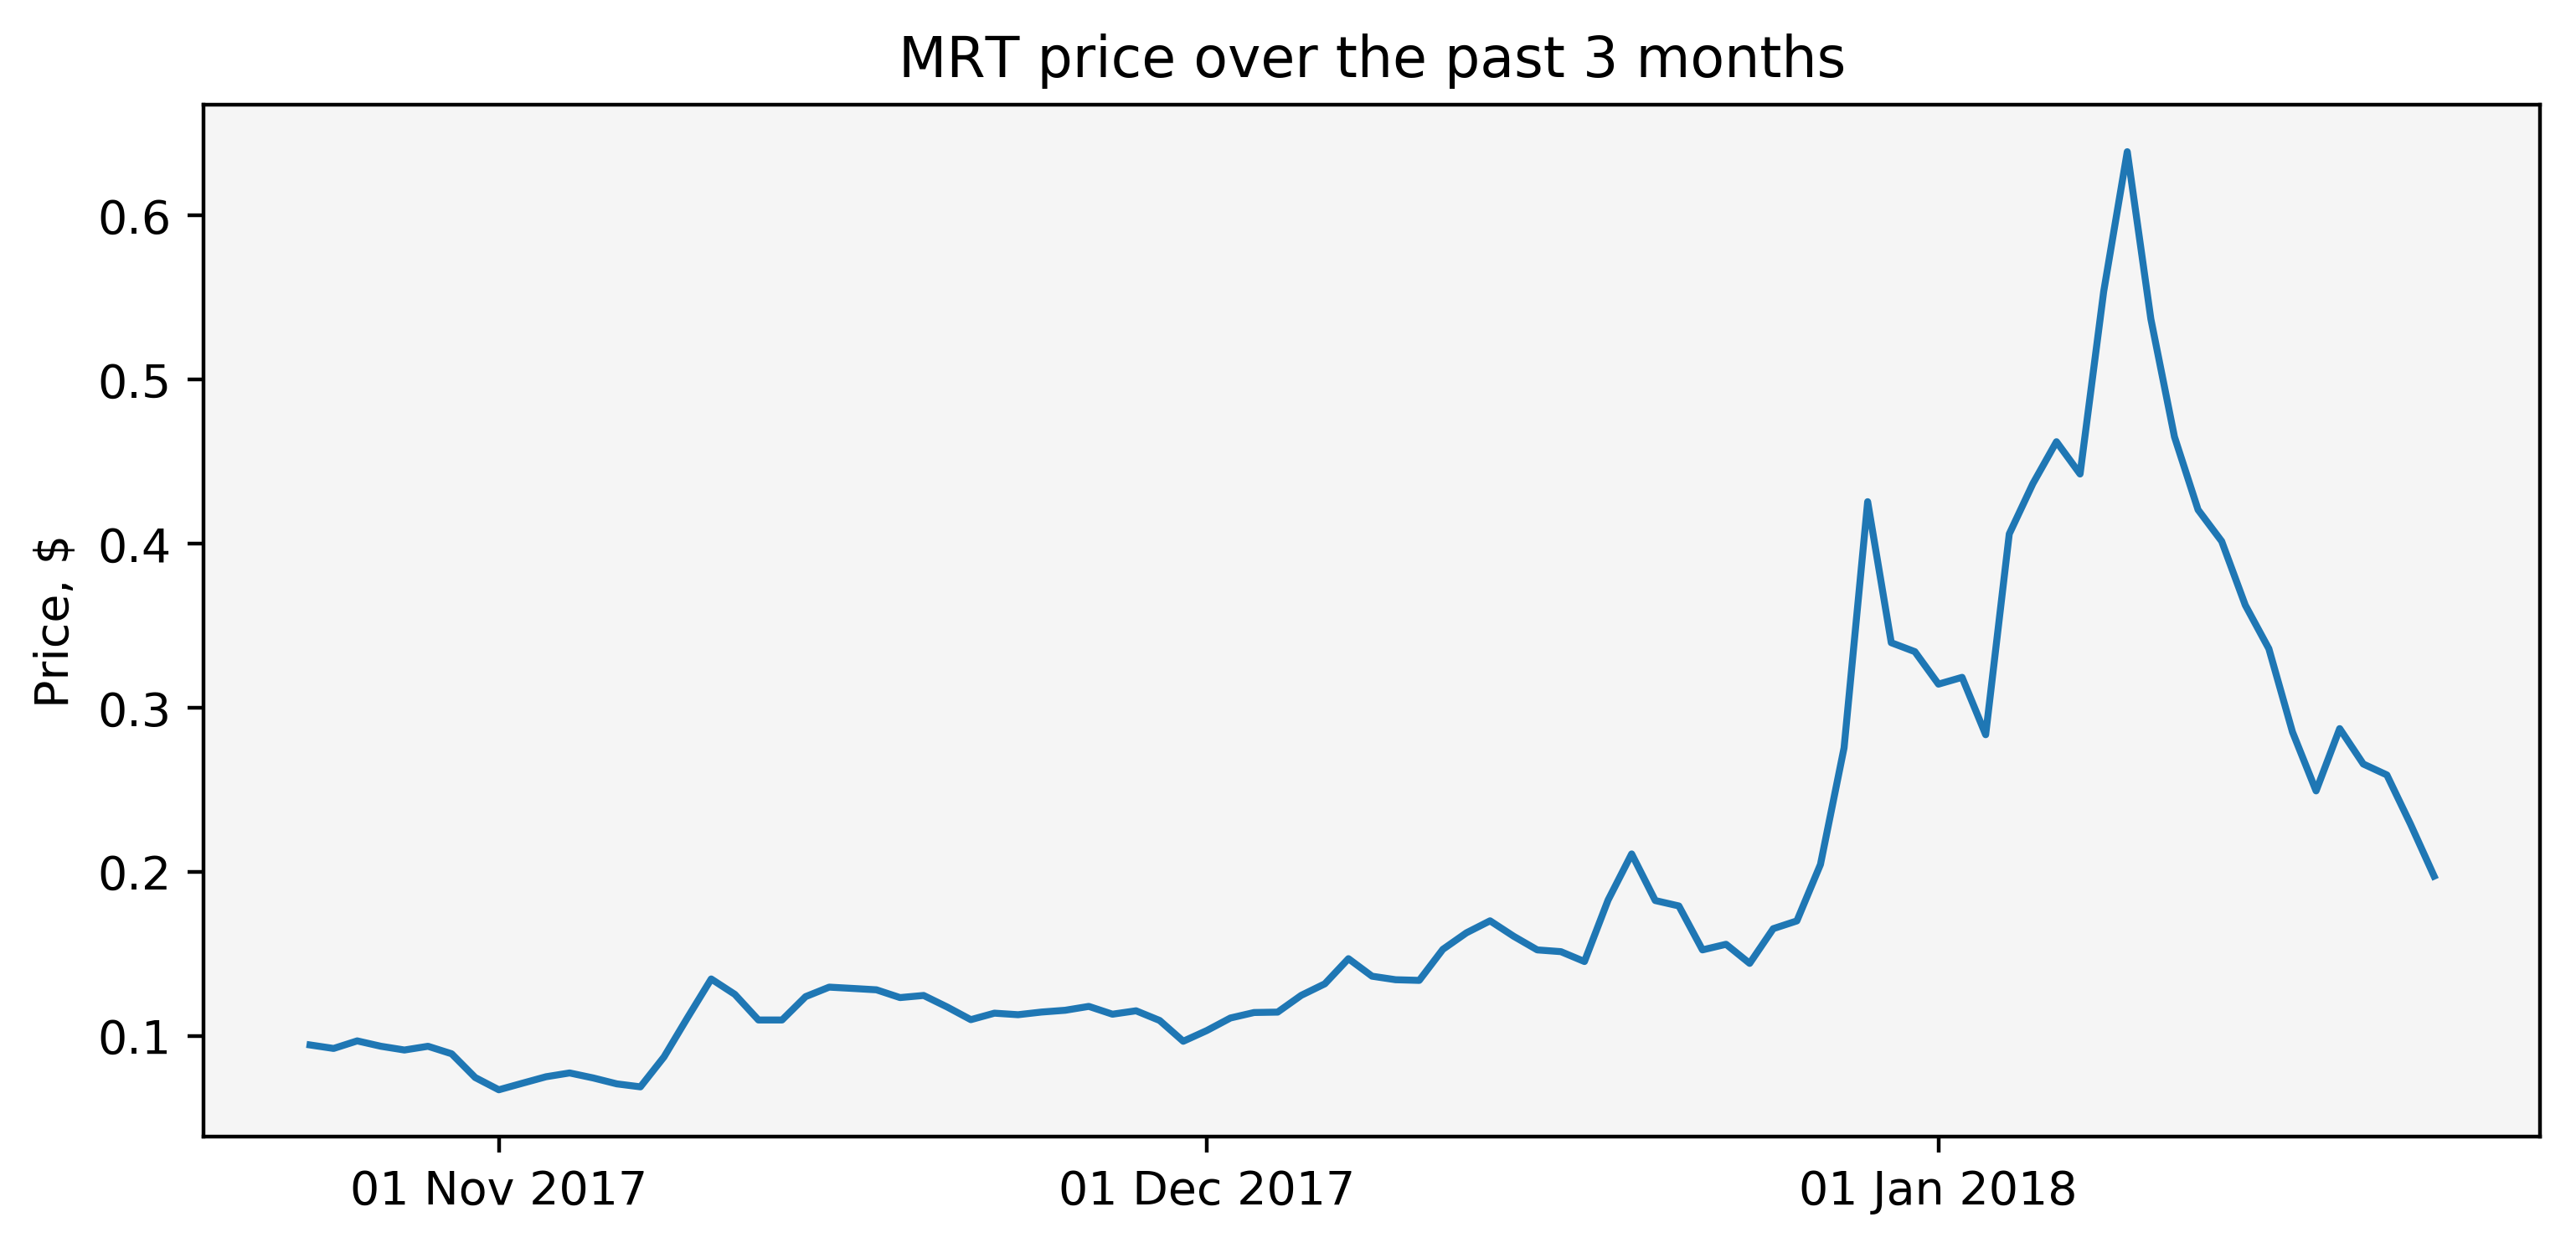 MRT price over the past 3 months
Price, $
0.6
0.5
0.4
0.3
0.2
0.1
01 Nov 2017
01 Dec 2017
01 Jan 2018